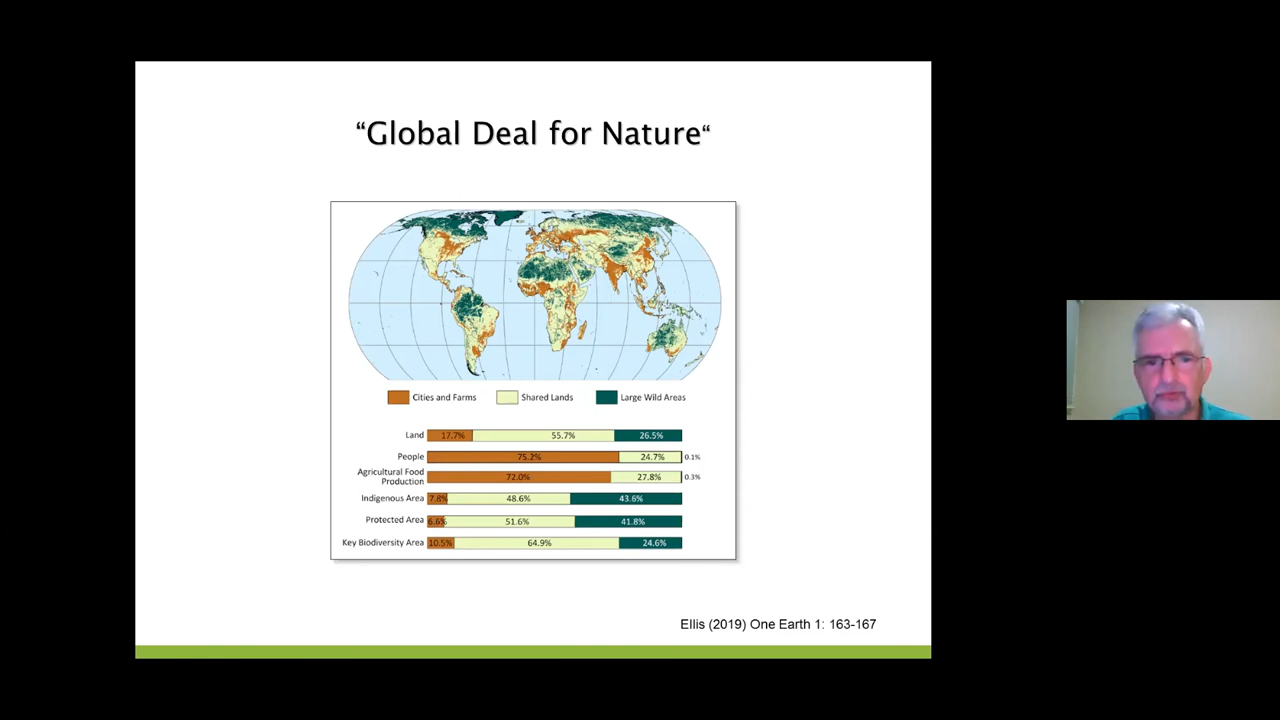 “Global Deal for Nature“
Cities and Farms Shared Lands Large Wild Areas
Land 17.7% 55.7% 26.5%
People 75.2% 24.7% 0.1%
Agricultural Food
Production 72.0% 27.8% 0.3%
Indigenous Area 7.8% 48.6% 43.6%
Protected Area 6.6% 51.6% 41.8%
Key Biodiversity Area 10.5% 64.9% 24.6%
Ellis (2019) One Earth 1: 163-167